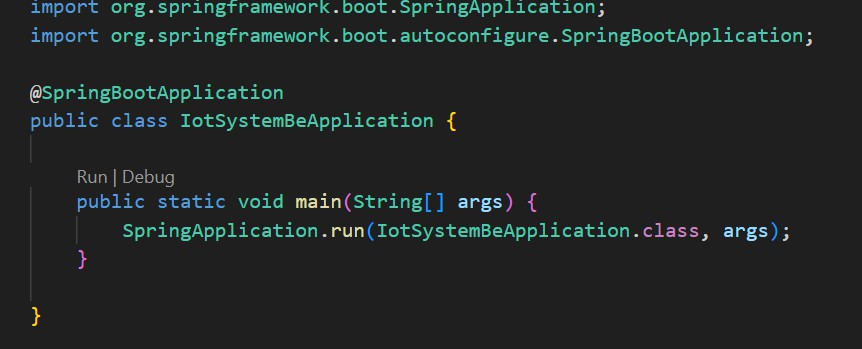 import org.springframework.boot.SpringApplication;
import org.springframework.boot.autoconfigure.SpringBootApplication;
@SpringBootApplication
public class IotSystemBeApplication {
Run | Debug
public static void main(String[] args) {
SpringApplication.run(IotSystemBeApplication.class, args);
}
}